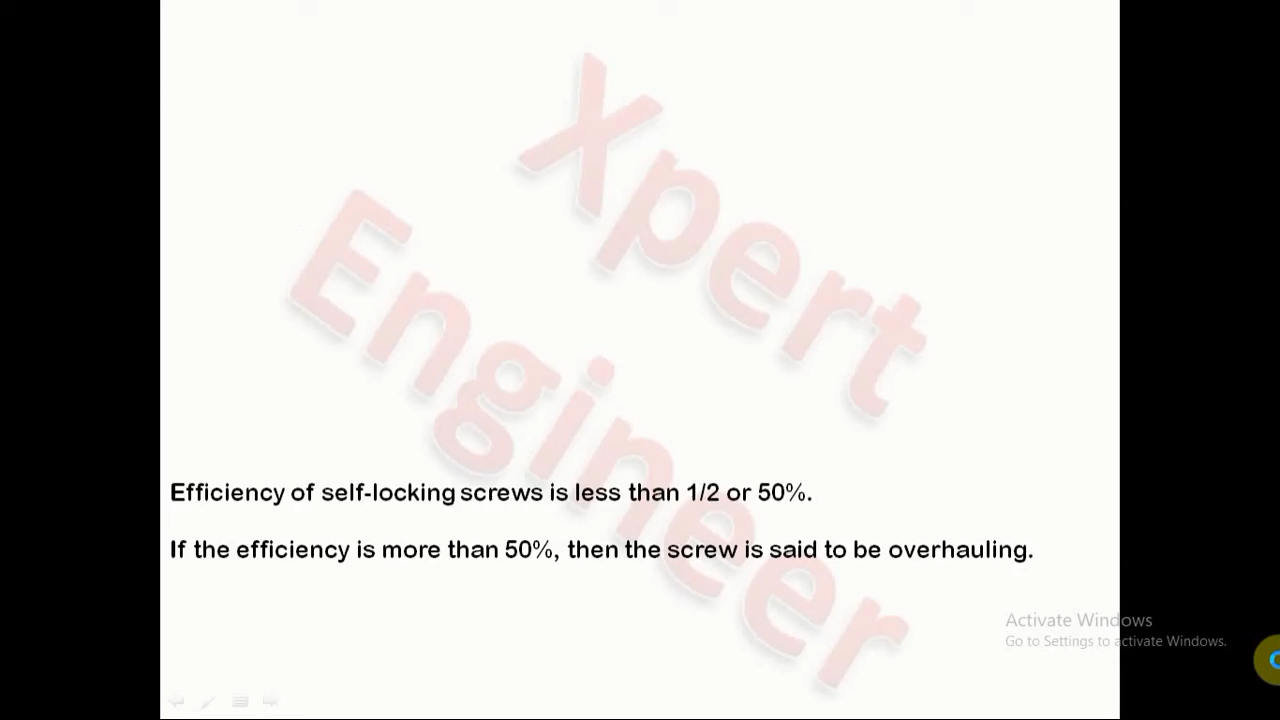 Xpert
Engineer
Efficiency of self-locking screws is less than 1/2 or 50%.
If the efficiency is more than 50%, then the screw is said to be overhauling.
Activate Windows
Go to Settings to activate Windows.